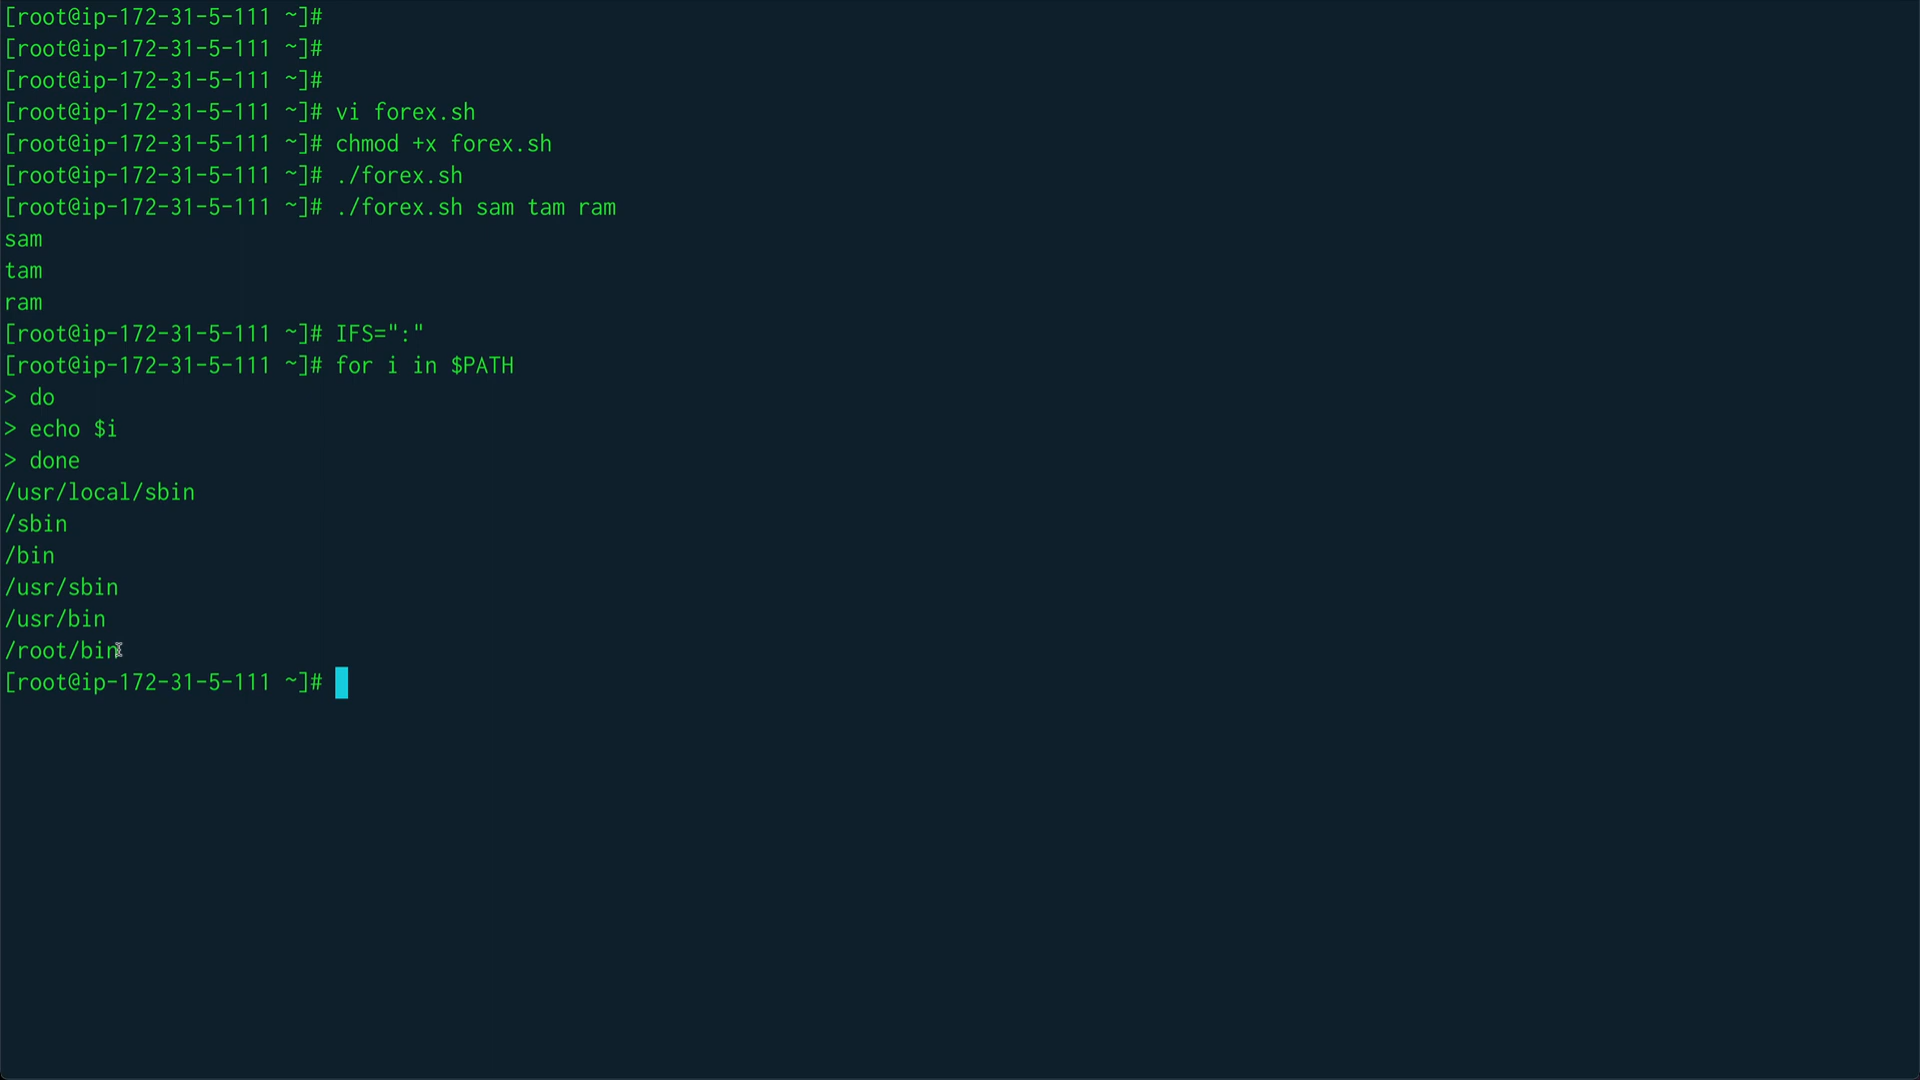 [root@ip-172-31-5-111 ~]#
[root@ip-172-31-5-111 ~]#
[root@ip-172-31-5-111 ~]#
[root@ip-172-31-5-111 ~]# vi forex.sh
[root@ip-172-31-5-111 ~]# chmod +x forex.sh
[root@ip-172-31-5-111 ~]# ./forex.sh
[root@ip-172-31-5-111 ~]# ./forex.sh sam tam ram
sam
tam
ram
[root@ip-172-31-5-111 ~]# IFS=":"
[root@ip-172-31-5-111 ~]# for i in $PATH
> do
> echo $i
> done
/usr/local/sbin
/sbin
/bin
/usr/sbin
/usr/bin
/root/bin
[root@ip-172-31-5-111 ~]#